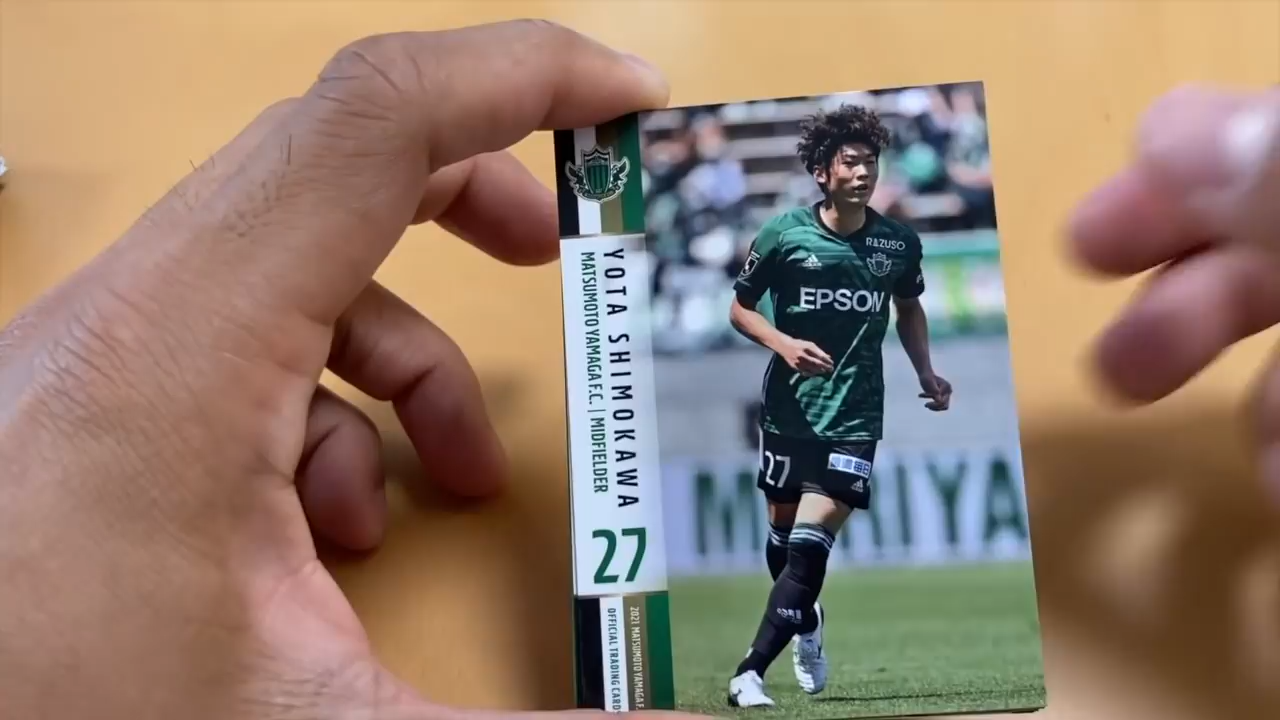 YOTA SHIMOKAWA
MATSUMOTO YAMAGA F.C. | MIDFIELDER
27
2021 MATSUMOTO YAMAGA F.
OFFICIAL TRADING CARD
RAZUSO
EPSON
27